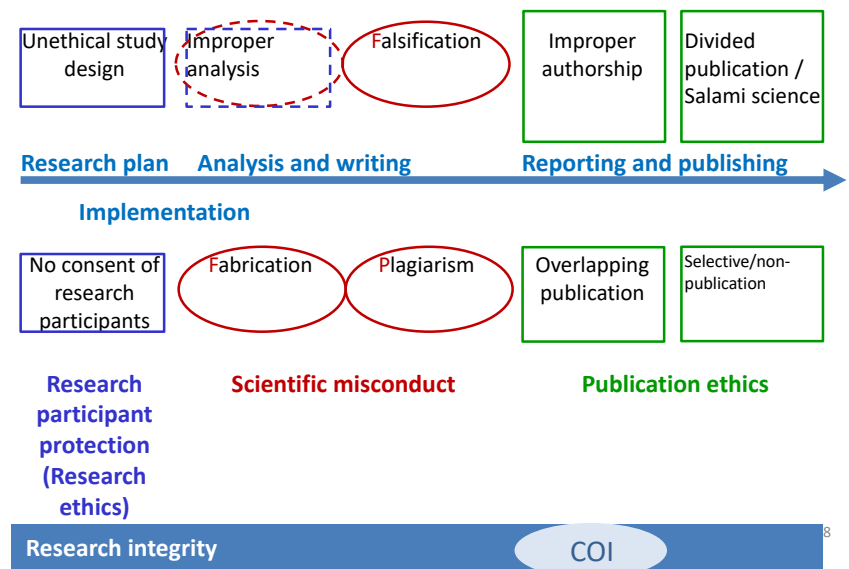 Unethical study
design
Improper
analysis
Falsification
Improper
authorship
Divided
publication /
Salami science
Research plan
Analysis and writing
Reporting and publishing
Implementation
No consent of
research
participants
Fabrication
Plagiarism
Overlapping
publication
Selective/non-
publication
Research
participant
protection
(Research
ethics)
Scientific misconduct
Publication ethics
8
Research integrity
COI